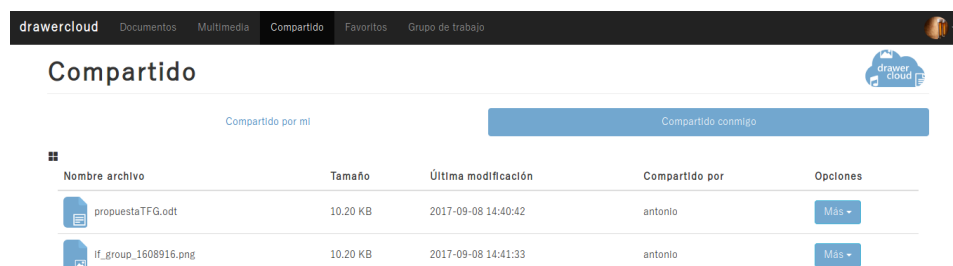 drawercloud Documentos Multimedia Compartido Favoritos Grupo de trabajo
Compartido
drawer
cloud
Compartido por mi Compartido conmigo
Nombre archivo Tamaño Última modificación Compartido por Opciones
propuestaTFG.odt 10.20 KB 2017-09-08 14:40:42 antonio Más
lf_group_1608916.png 10.20 KB 2017-09-08 14:41:33 antonio Más